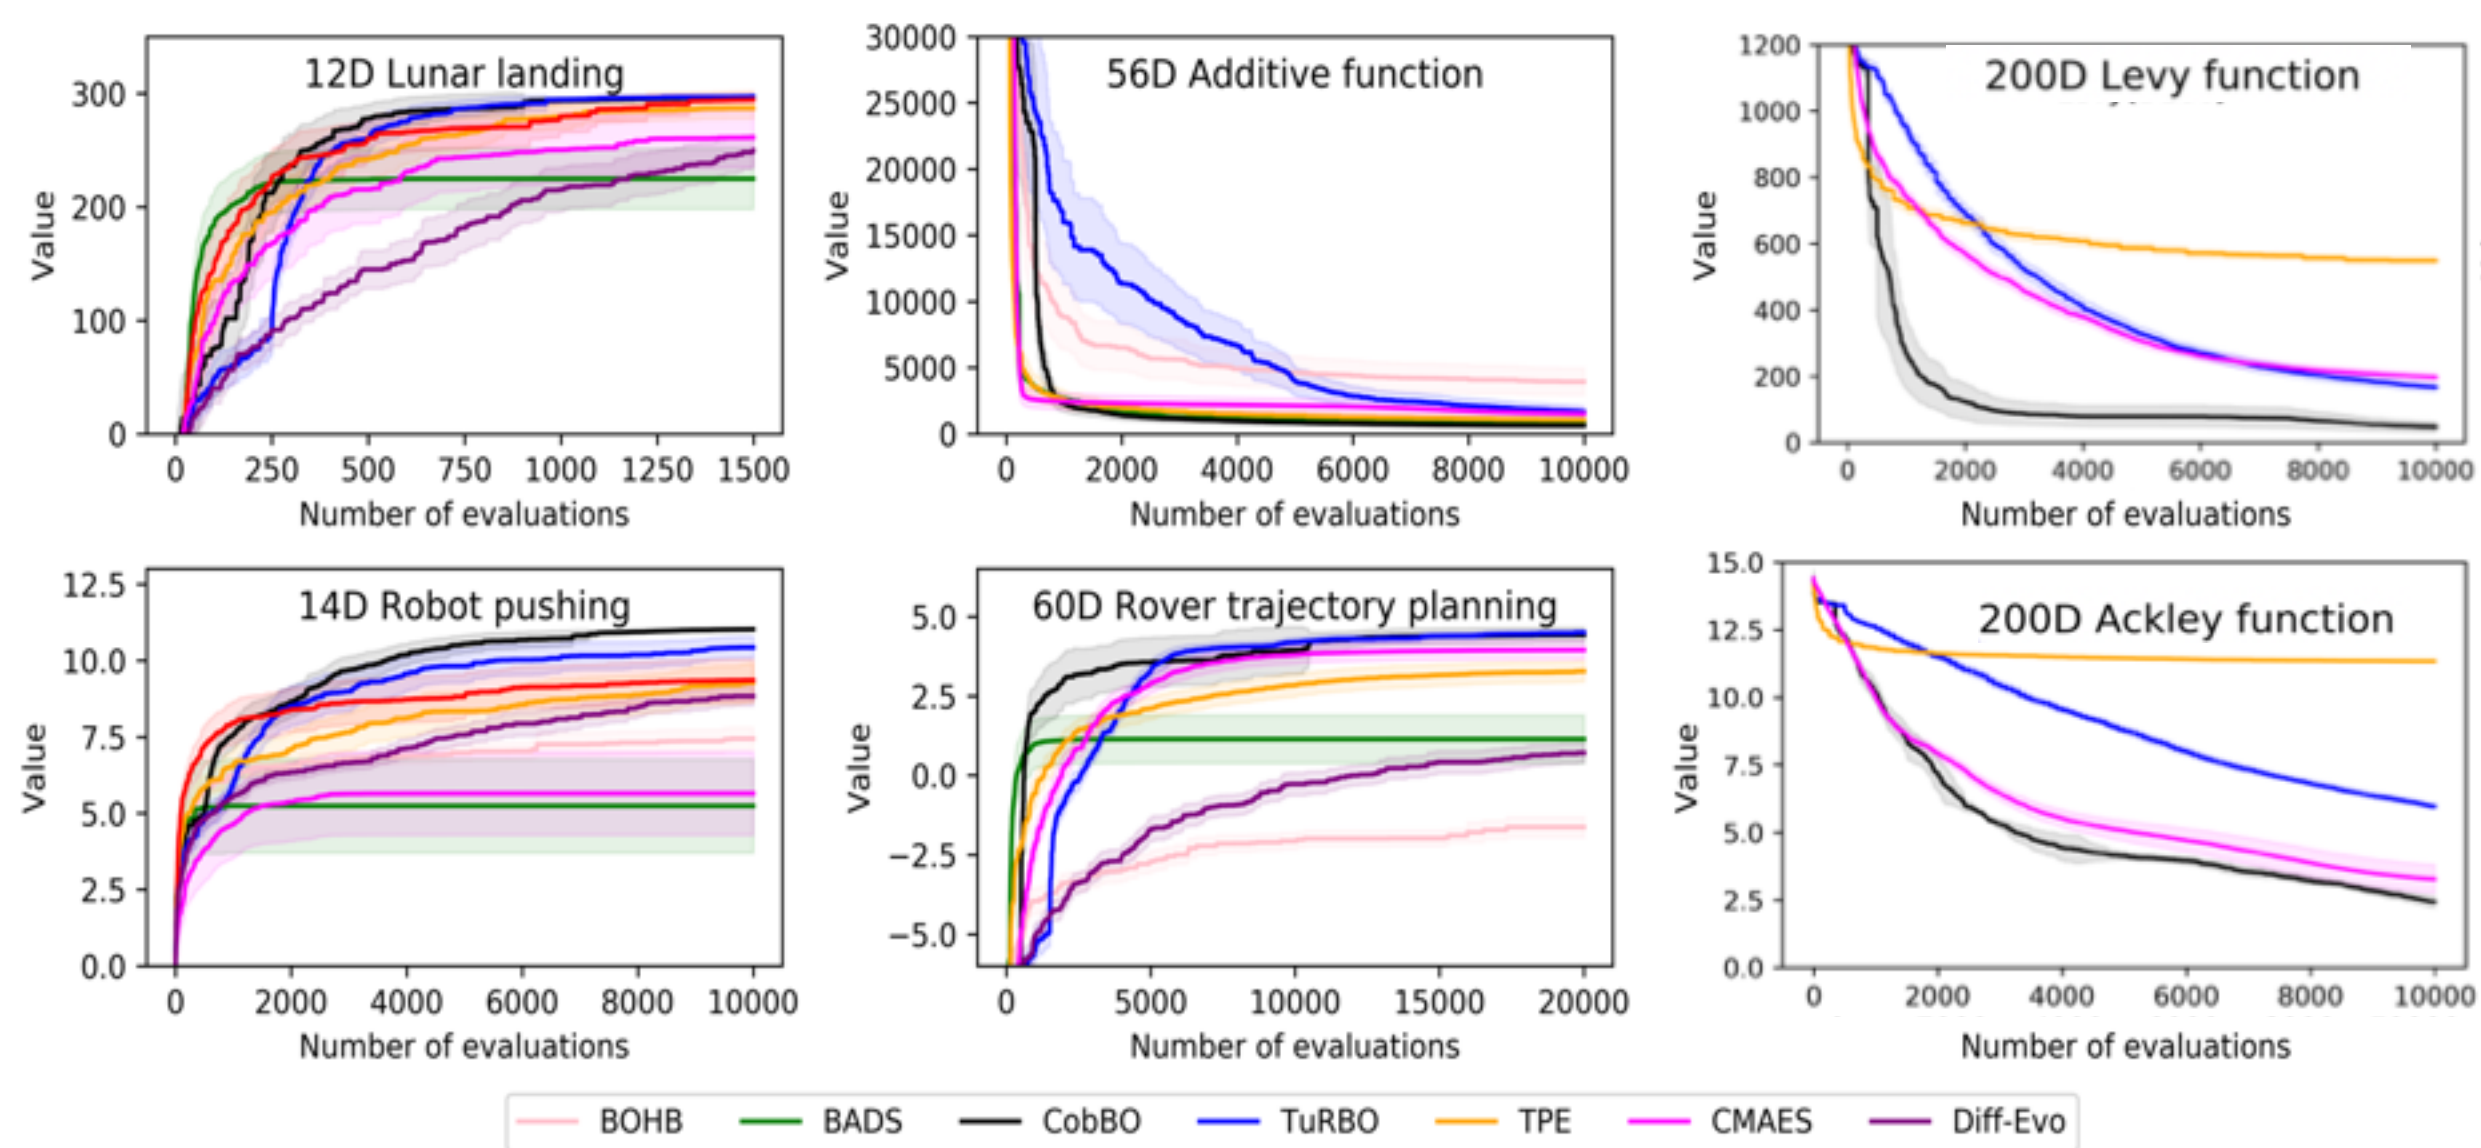 12D Lunar landing
300
200
100
0
Value
0 250 500 750 1000 1250 1500
Number of evaluations
56D Additive function
30000
25000
20000
15000
10000
5000
0
Value
0 2000 4000 6000 8000 10000
Number of evaluations
200D Levy function
1200
1000
800
600
400
200
0
Value
0 2000 4000 6000 8000 10000
Number of evaluations
14D Robot pushing
12.5
10.0
7.5
5.0
2.5
0.0
Value
0 2000 4000 6000 8000 10000
Number of evaluations
60D Rover trajectory planning
5.0
2.5
0.0
−2.5
−5.0
Value
0 5000 10000 15000 20000
Number of evaluations
200D Ackley function
15.0
12.5
10.0
7.5
5.0
2.5
0.0
Value
0 2000 4000 6000 8000 10000
Number of evaluations
BOHB BADS CobBO TuRBO TPE CMAES Diff-Evo